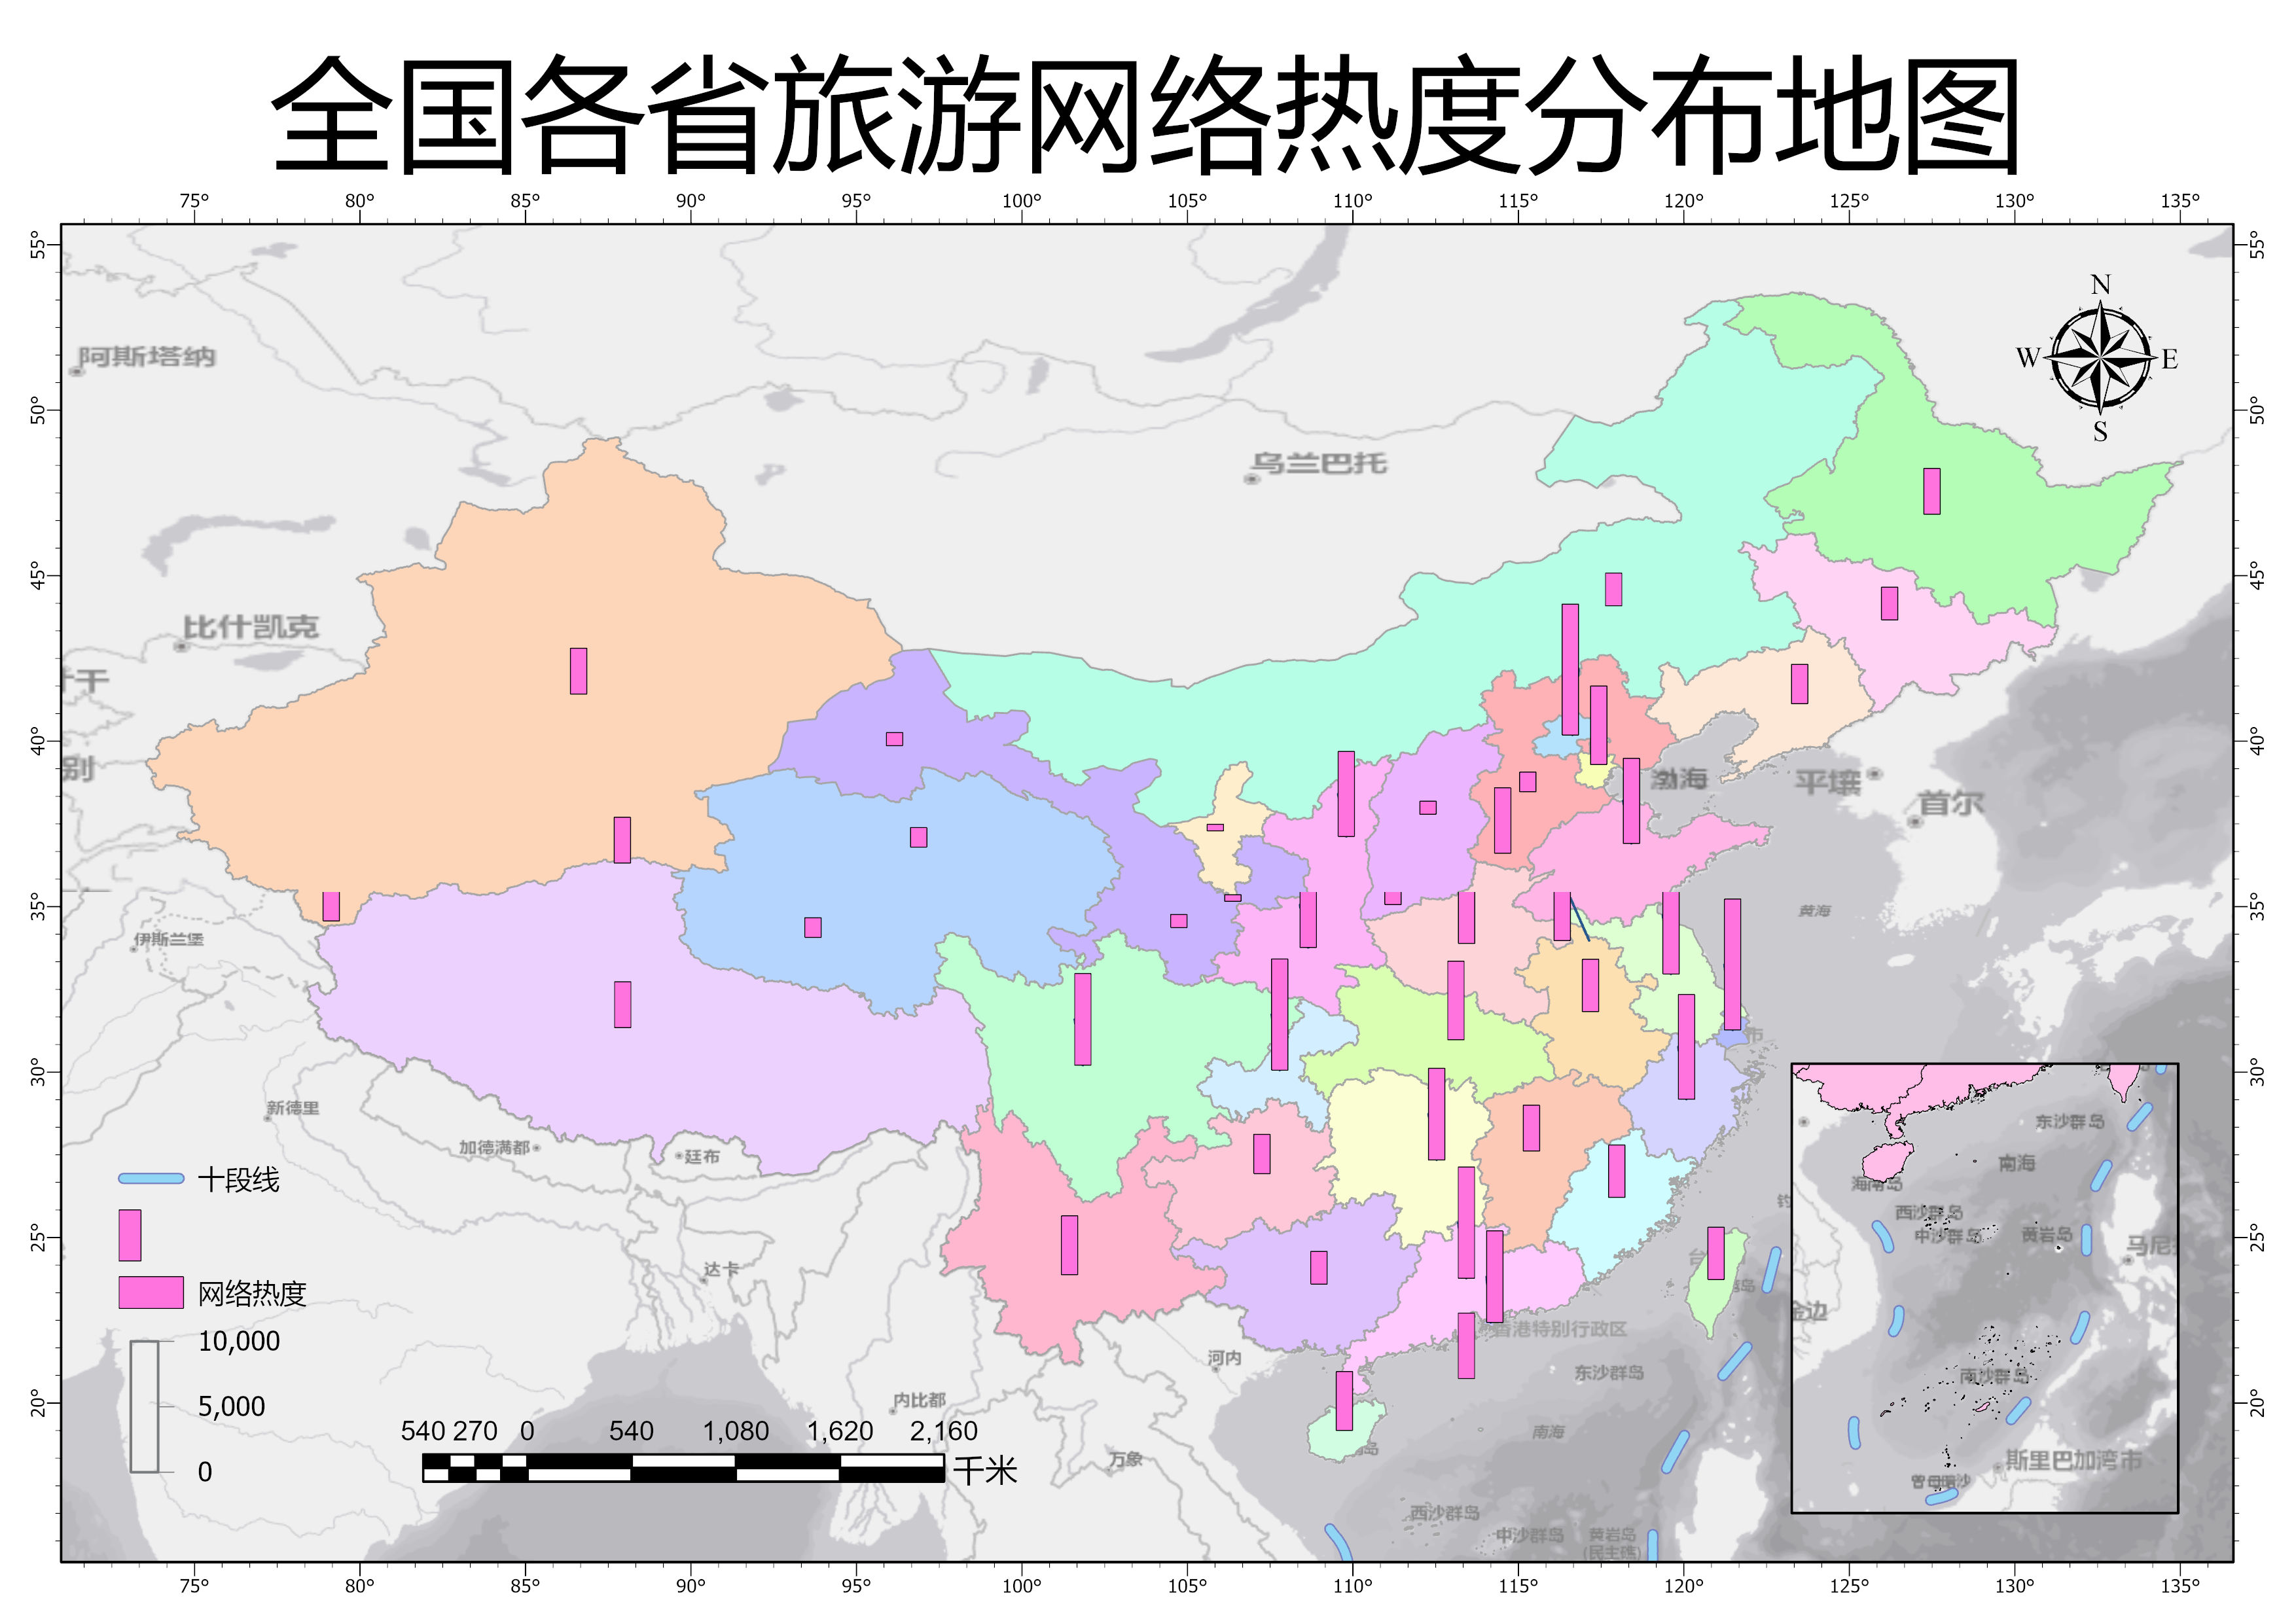 全国各省旅游网络热度分布地图
75° 80° 85° 90° 95° 100° 105° 110° 115° 120° 125° 130° 135°
55° 55°
N
W E
S
阿斯塔纳
50° 50°
乌兰巴托
45° 45°
比什凯克
干
40° 40°
别
渤海
平壤
首尔
35° 35°
黄海
伊斯兰堡
市
30° 30°
新德里
加德满都
廷布
东沙群岛
南海
海南岛
西沙群岛
中沙群岛
黄岩岛
马尼
十段线
钓
25° 25°
台
岛
达卡
网络热度
金边
10,000
香港特别行政区
河内
东沙群岛
南沙群岛
5,000
内比都
20° 20°
540 270 0 540 1,080 1,620 2,160
千米
南海
岛
万象
0
斯里巴加湾市
曾母暗沙
西沙群岛
中沙群岛
黄岩岛
(民主礁)
75° 80° 85° 90° 95° 100° 105° 110° 115° 120° 125° 130° 135°